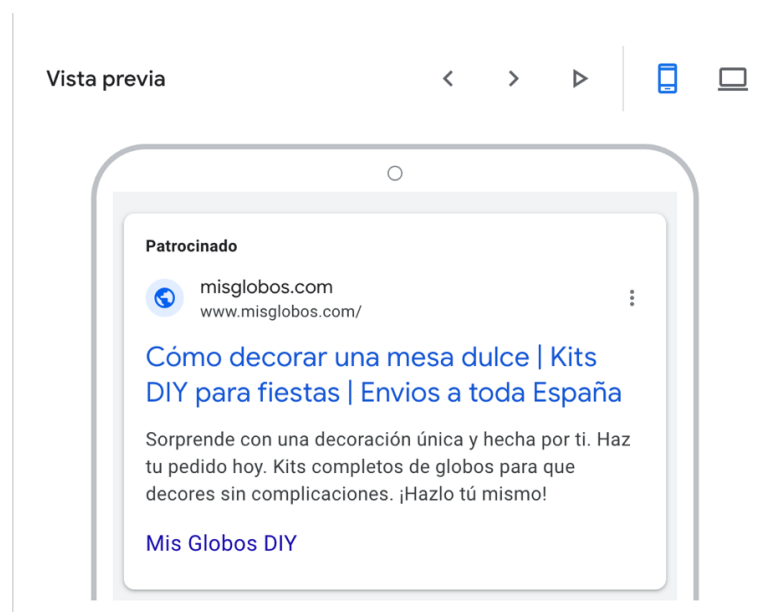 Vista previa
Patrocinado
misglobos.com
www.misglobos.com/
Cómo decorar una mesa dulce | Kits
DIY para fiestas | Envios a toda España
Sorprende con una decoración única y hecha por ti. Haz
tu pedido hoy. Kits completos de globos para que
decores sin complicaciones. ¡Hazlo tú mismo!
Mis Globos DIY